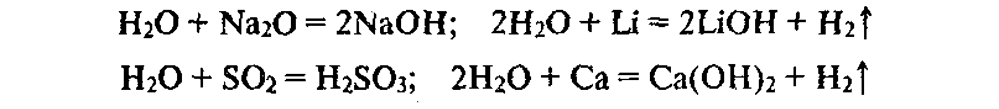 H₂O + Na₂O = 2NaOH; 2H₂O + Li = 2LiOH + H₂↑
H₂O + SO₂ = H₂SO₃; 2H₂O + Ca = Ca(OH)₂ + H₂↑